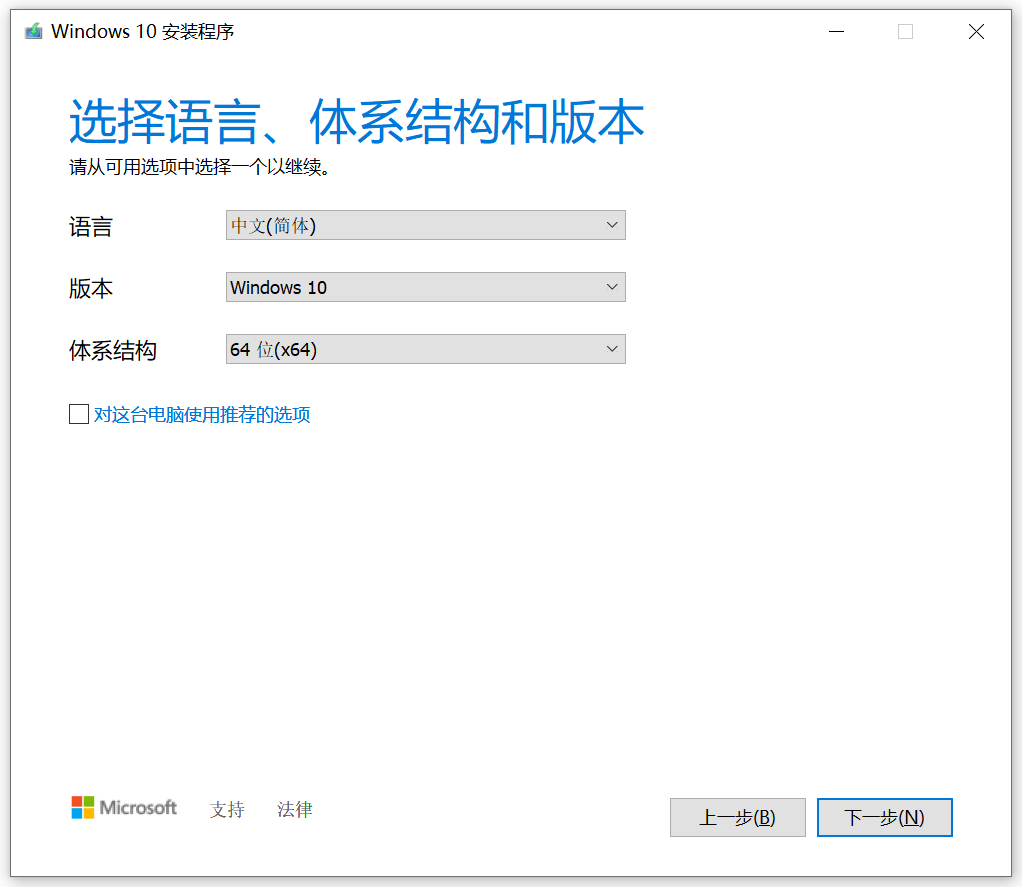 Windows 10 安装程序
选择语言、体系结构和版本
请从可用选项中选择一个以继续。
语言 中文(简体)
版本 Windows 10
体系结构 64 位(x64)
对这台电脑使用推荐的选项
Microsoft 支持 法律 上一步(B) 下一步(N)